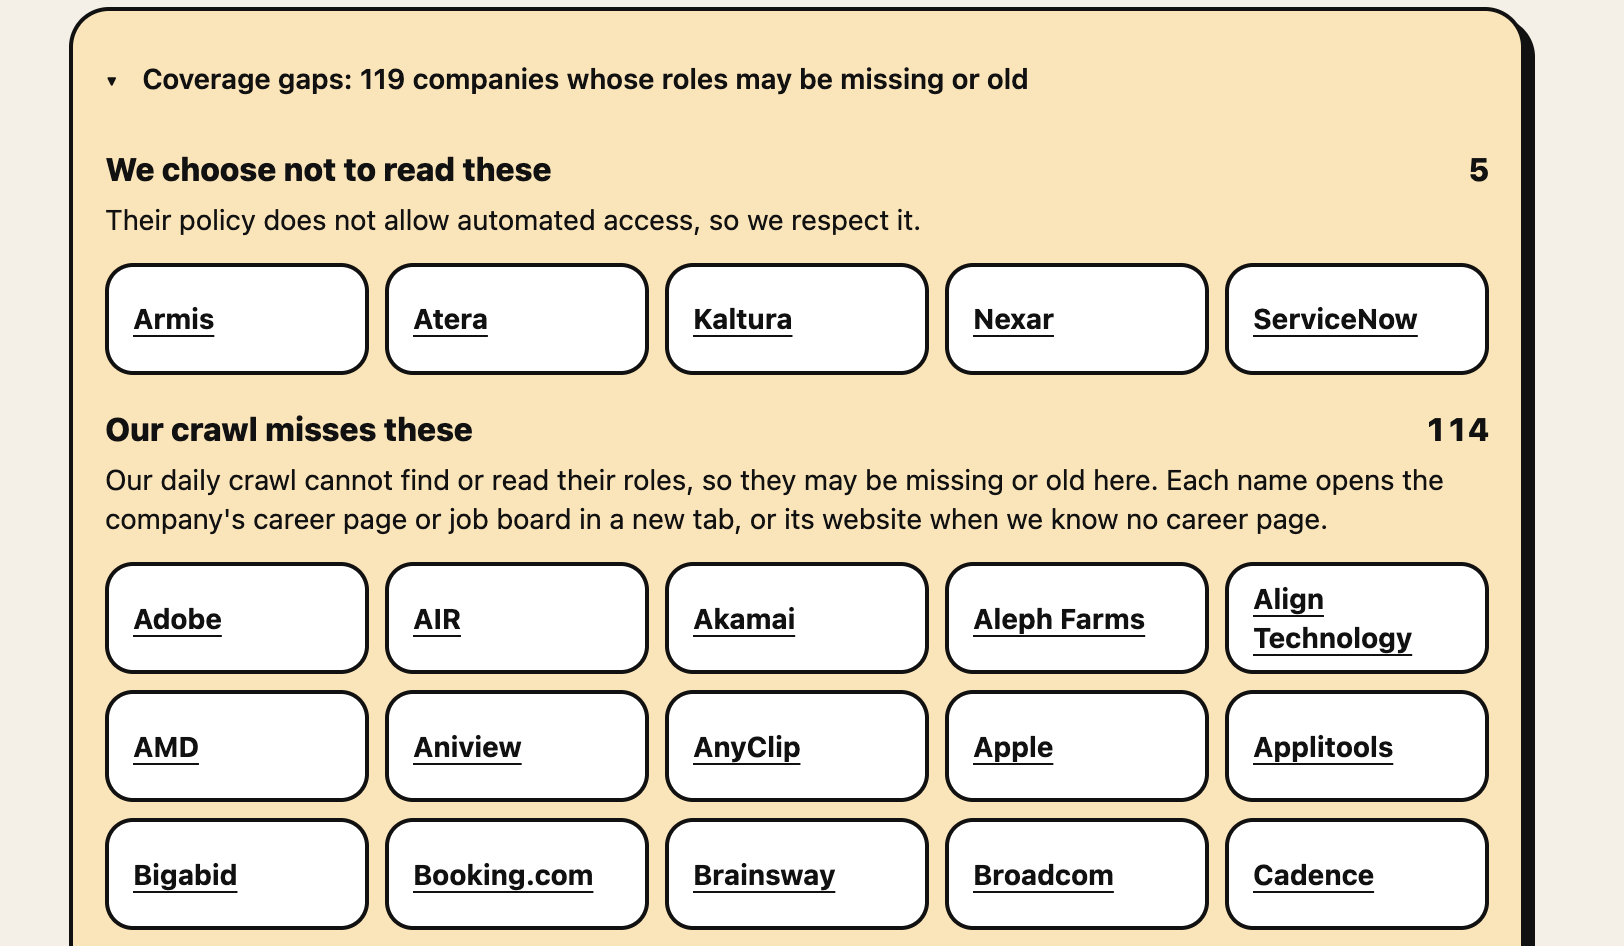 ▼ Coverage gaps: 119 companies whose roles may be missing or old
We choose not to read these 5
Their policy does not allow automated access, so we respect it.
Armis Atera Kaltura Nexar ServiceNow
Our crawl misses these 114
Our daily crawl cannot find or read their roles, so they may be missing or old here. Each name opens the
company's career page or job board in a new tab, or its website when we know no career page.
Adobe AIR Akamai Aleph Farms Align
Technology
AMD Aniview AnyClip Apple Applitools
Bigabid Booking.com Brainsway Broadcom Cadence